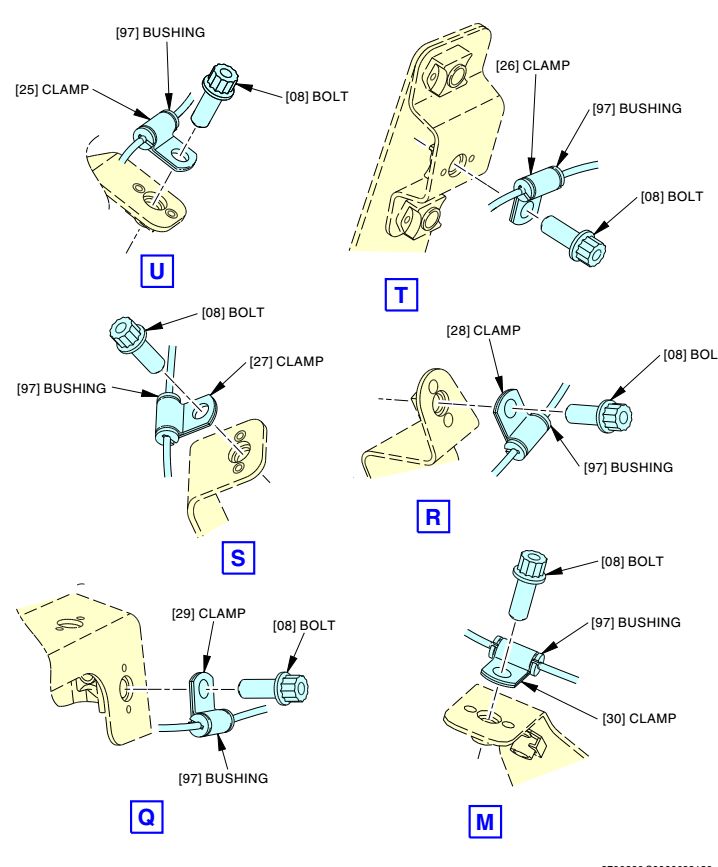 [97] BUSHING
[25] CLAMP
[08] BOLT
U
[26] CLAMP
[97] BUSHING
[08] BOLT
T
[08] BOLT
[27] CLAMP
[97] BUSHING
S
[28] CLAMP
[08] BOL
[97] BUSHING
R
[29] CLAMP
[08] BOLT
[97] BUSHING
Q
[08] BOLT
[97] BUSHING
[30] CLAMP
M